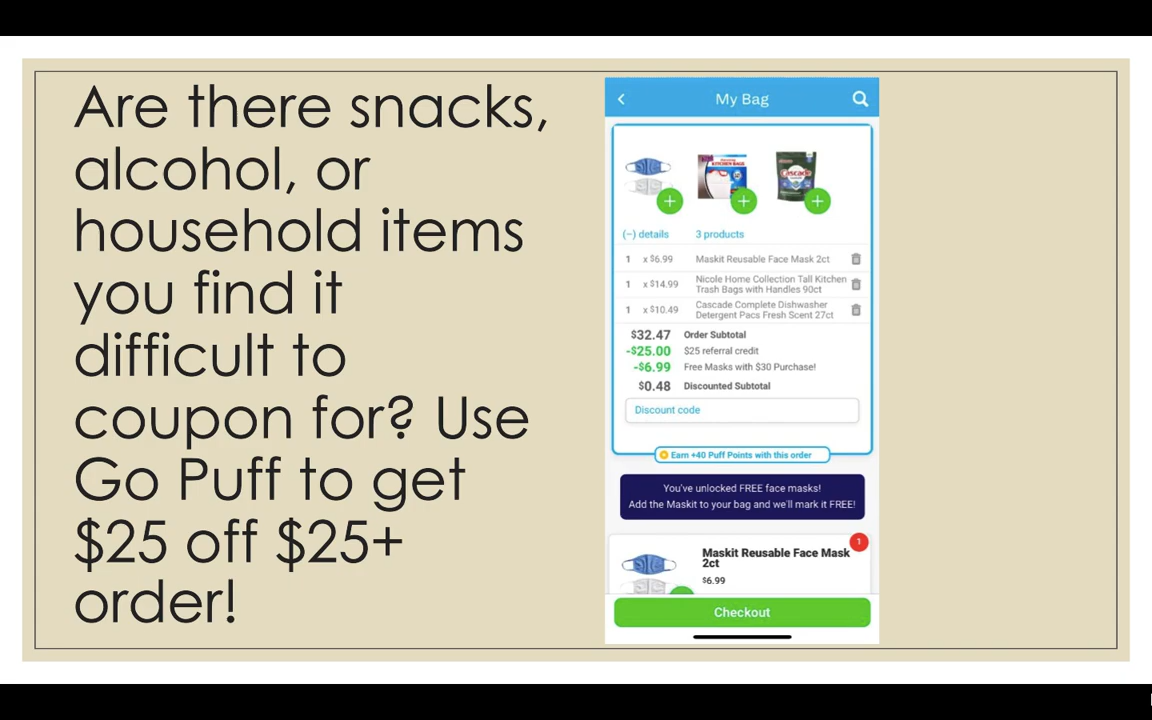 Are there snacks,
alcohol, or
household items
you find it
difficult to
coupon for? Use
Go Puff to get
$25 off $25+
order!
My Bag
KITCHEN BAGS
Cascade
(−) details 3 products
1 x $6.99 Maskit Reusable Face Mask 2ct
1 x $14.99 Nicole Home Collection Tall Kitchen
Trash Bags with Handles 90ct
1 x $10.49 Cascade Complete Dishwasher
Detergent Pacs Fresh Scent 27ct
$32.47 Order Subtotal
-$25.00 $25 referral credit
-$6.99 Free Masks with $30 Purchase!
$0.48 Discounted Subtotal
Discount code
Earn +40 Puff Points with this order
You've unlocked FREE face masks!
Add the Maskit to your bag and we'll mark it FREE!
1
Maskit Reusable Face Mask
2ct
$6.99
Checkout